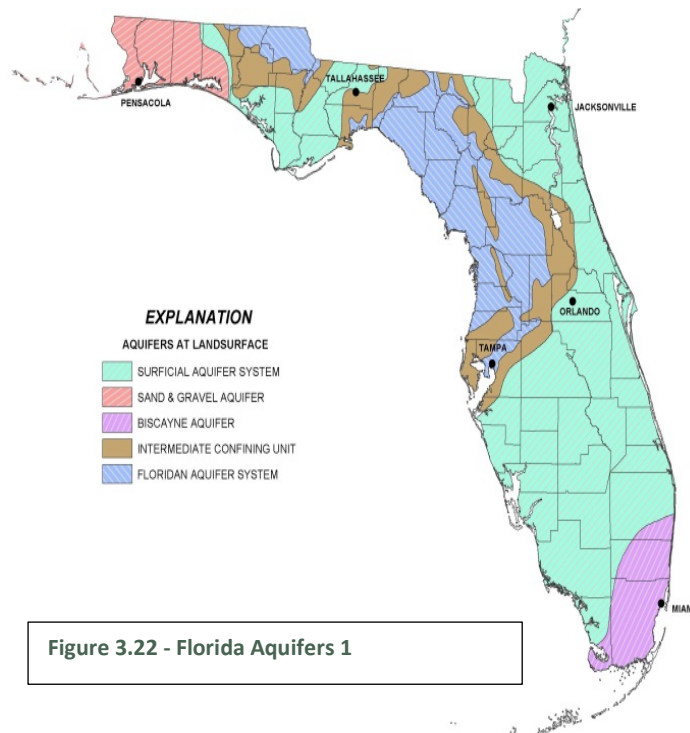 TALLAHASSEE
PENSACOLA
JACKSONVILLE
ORLANDO
TAMPA
EXPLANATION
AQUIFERS AT LANDSURFACE
SURFICIAL AQUIFER SYSTEM
SAND & GRAVEL AQUIFER
BISCAYNE AQUIFER
INTERMEDIATE CONFINING UNIT
FLORIDAN AQUIFER SYSTEM
MIAM
Figure 3.22 - Florida Aquifers 1